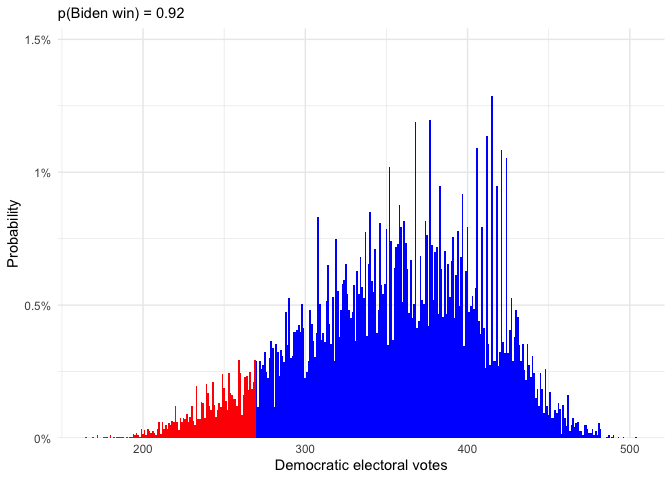 p(Biden win) = 0.92
1.5%
1%
0.5%
0%
Probability
200
300
400
500
Democratic electoral votes